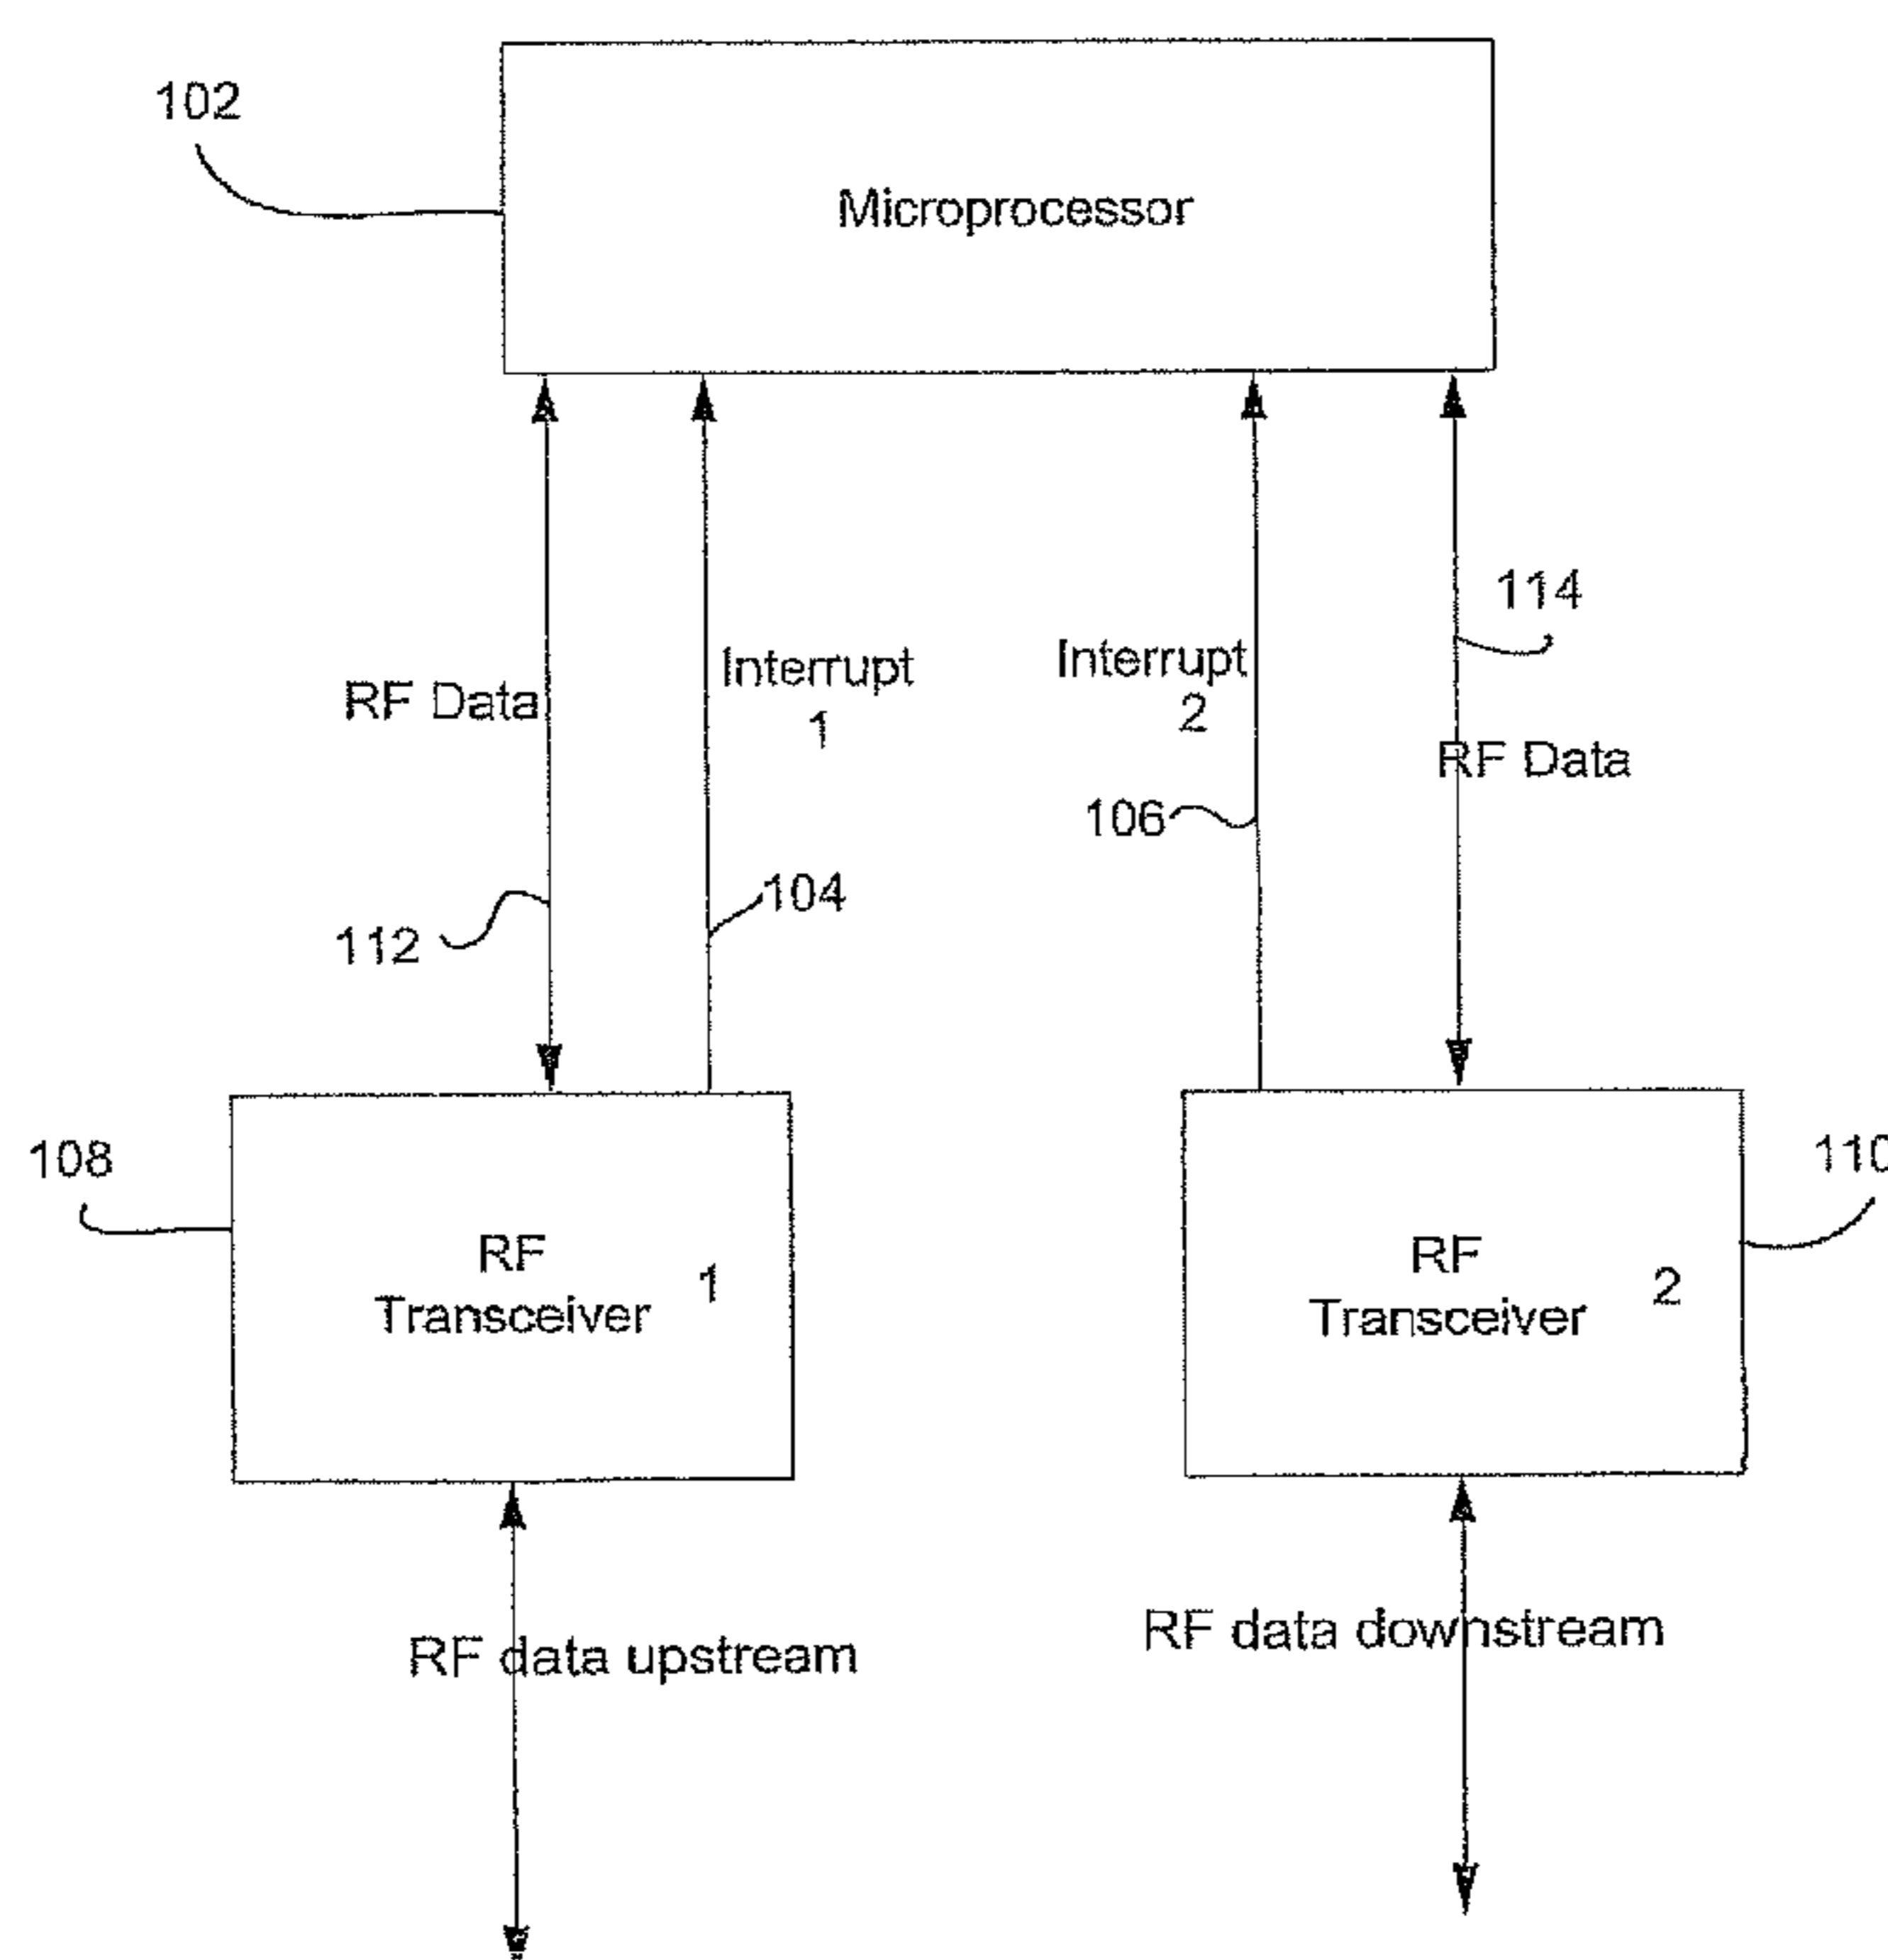 102
Microprocessor
114
Interrupt
1
Interrupt
2
RF Data
RF Data
106
104
112
108
110
RF
Transceiver 1
RF
Transceiver 2
RF data upstream
RF data downstream